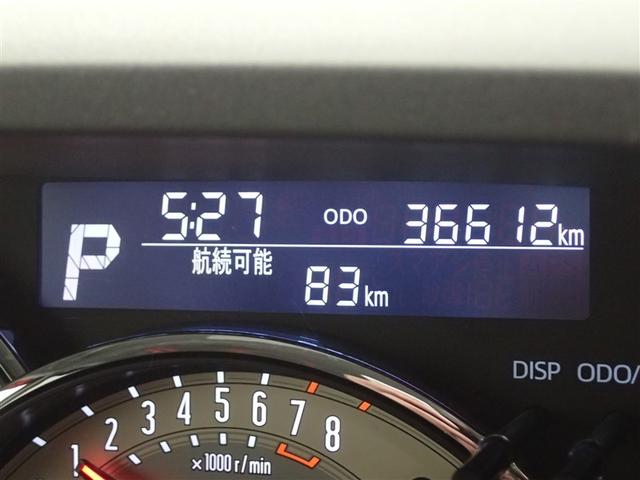 P 5:27 ODO 36612km
航続可能
83km
DISP ODO/
1 2 3 4 5 6 7 8
×1000 r/min